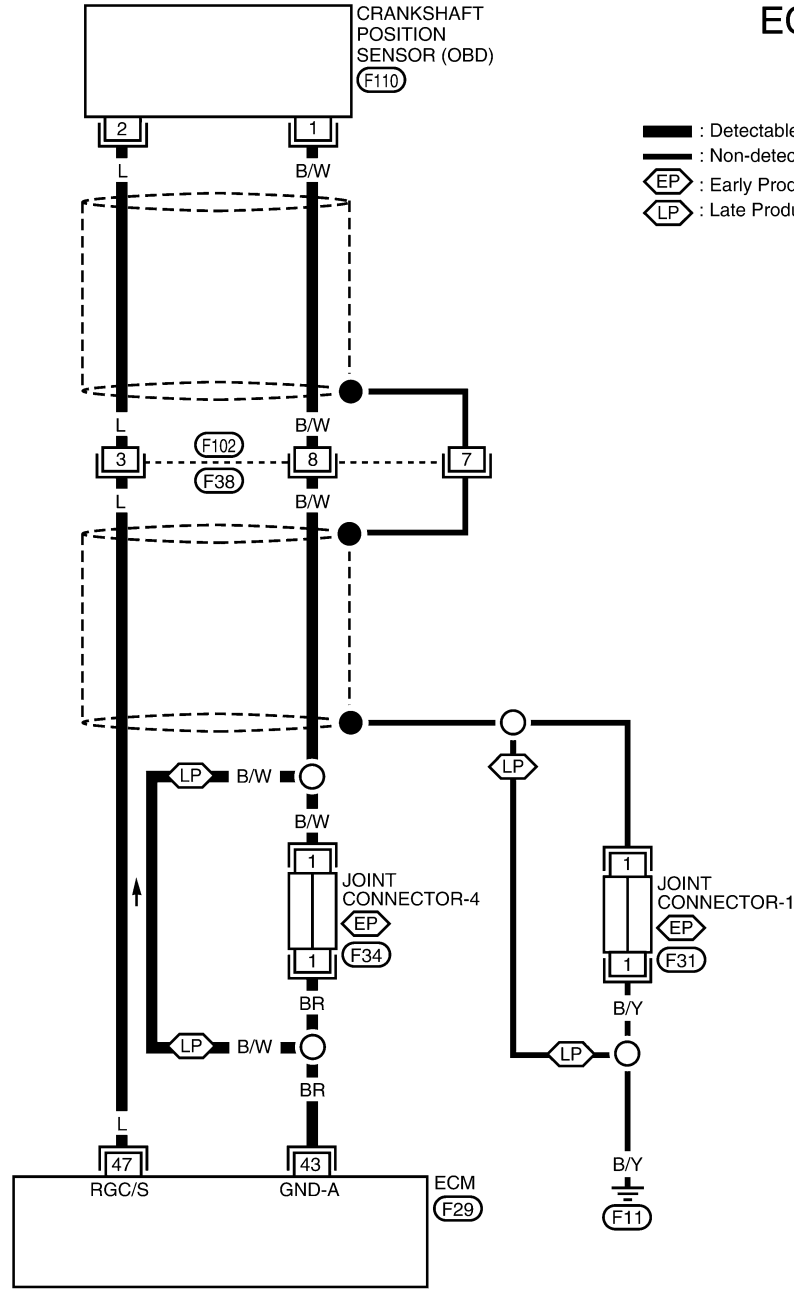 CRANKSHAFT
POSITION
SENSOR (OBD)
F110
EC
: Detectable
: Non-detec
EP : Early Prod
LP : Late Produ
2 1
L B/W
L B/W
3 F102 8 7
F38
L B/W
LP B/W
LP
B/W
1 1
JOINT
CONNECTOR-4
EP
F34
JOINT
CONNECTOR-1
EP
F31
1 1
BR B/Y
LP B/W
LP
BR
L
47 43
B/Y
RGC/S GND-A
ECM
F29
F11